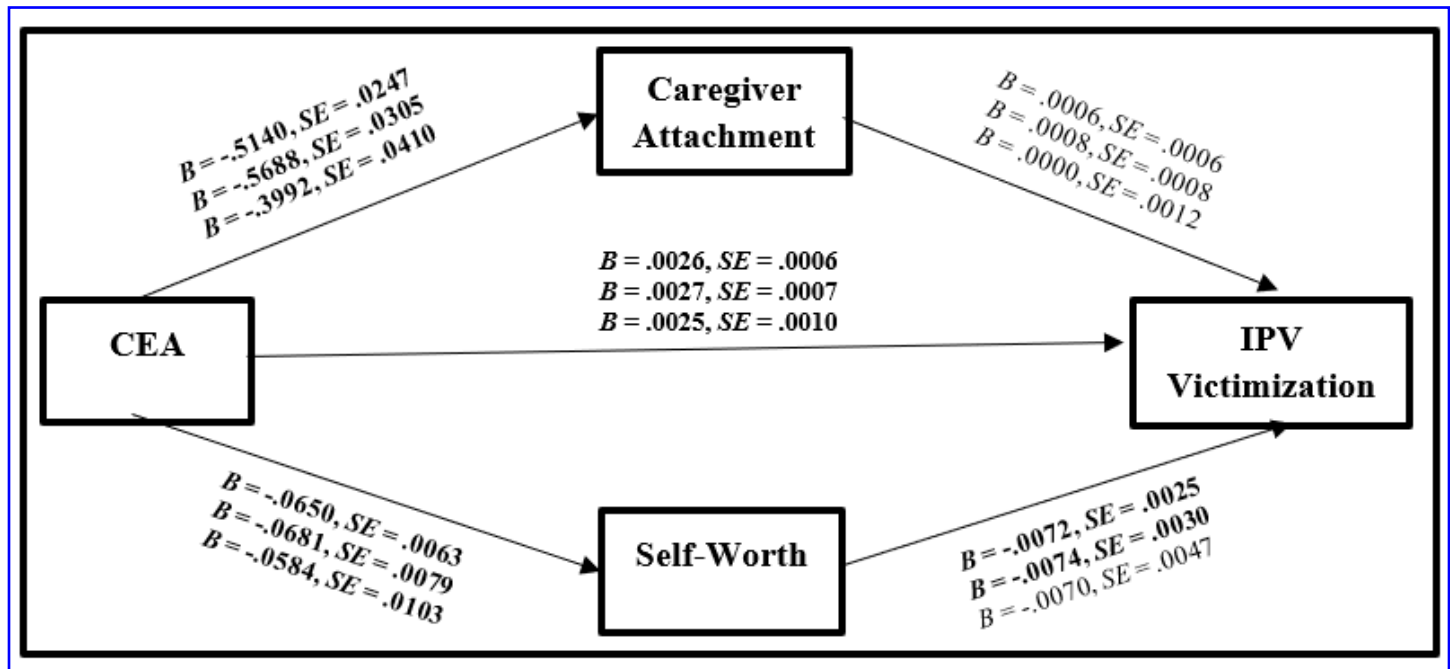 Caregiver
Attachment
B = -.5140, SE = .0247
B = -.5688, SE = .0305
B = -.3992, SE = .0410
B = .0006, SE = .0006
B = .0008, SE = .0008
B = .0000, SE = .0012
B = .0026, SE = .0006
B = .0027, SE = .0007
B = .0025, SE = .0010
CEA
IPV
Victimization
B = -.0650, SE = .0063
B = -.0681, SE = .0079
B = -.0584, SE = .0103
Self-Worth
B = -.0072, SE = .0025
B = -.0074, SE = .0030
B = -.0070, SE = .0047